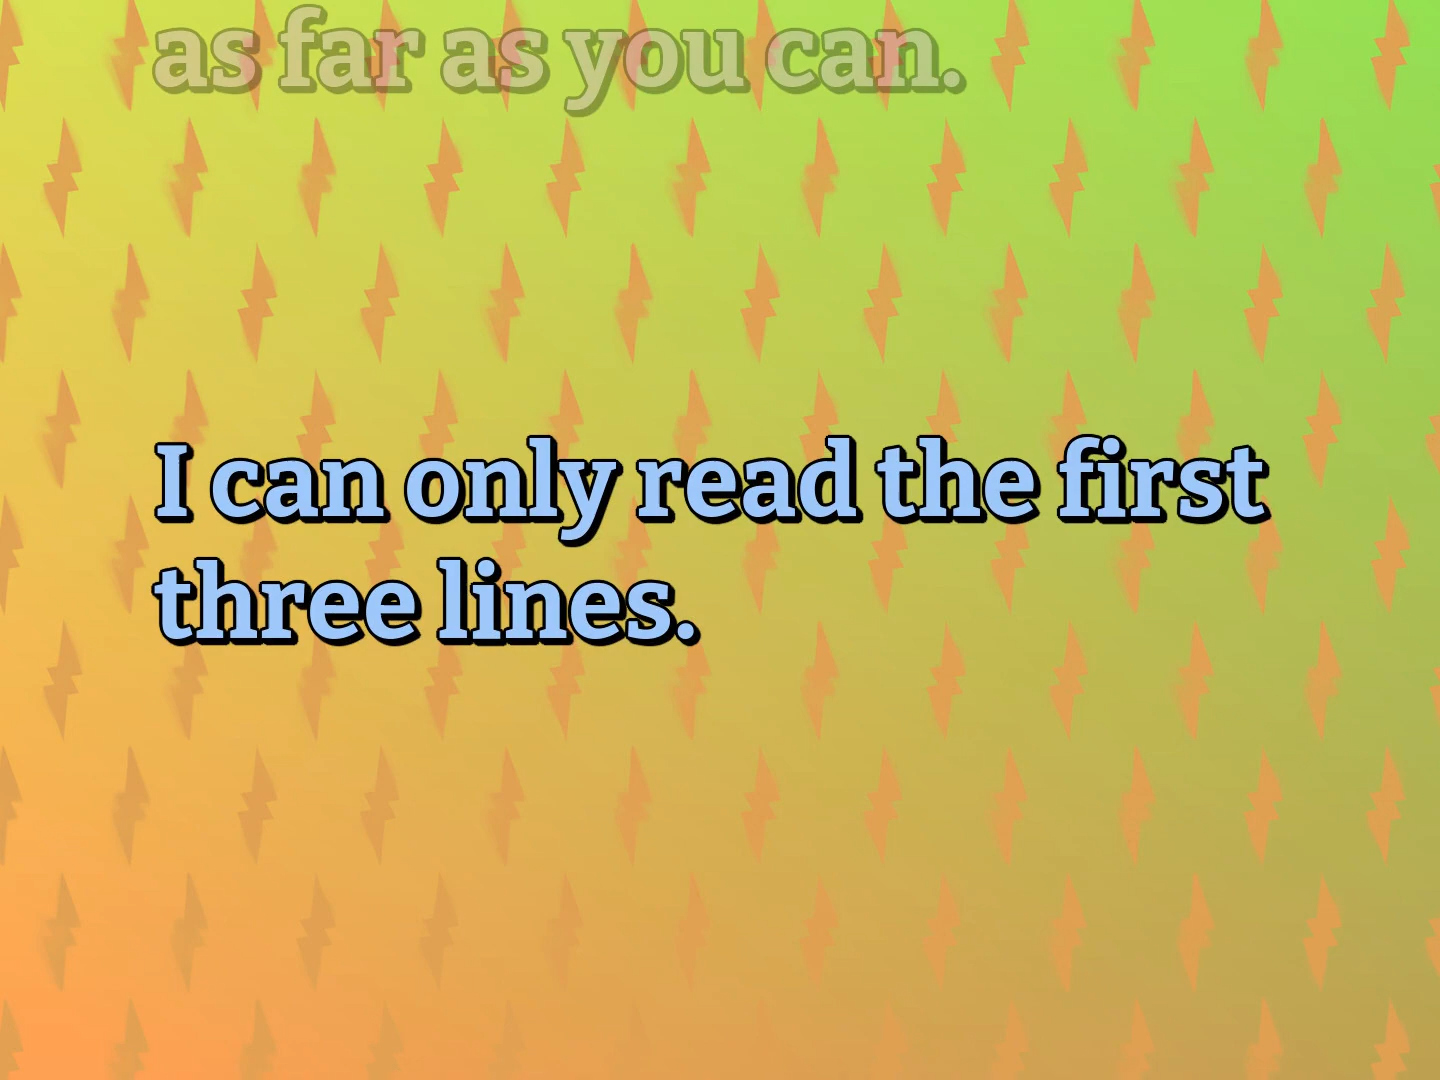 as far as you can.
I can only read the first
three lines.